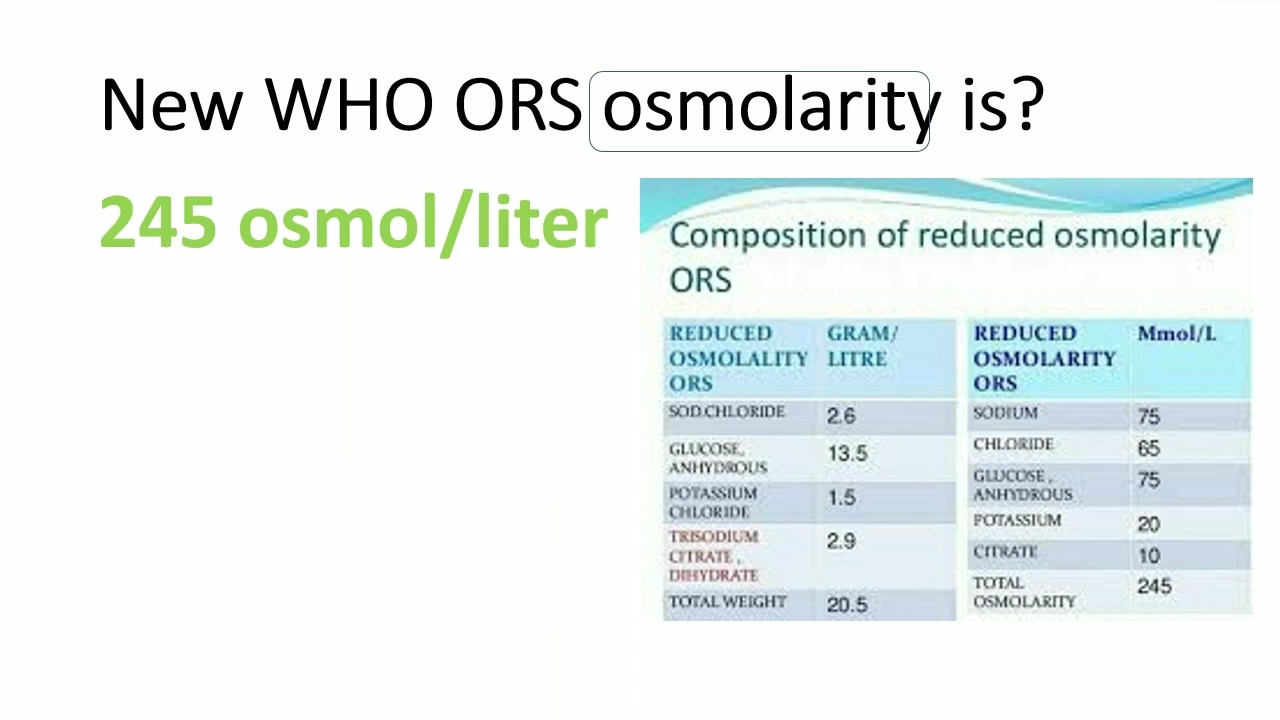 New WHO ORS osmolarity is?
245 osmol/liter
Composition of reduced osmolarity
ORS
REDUCED OSMOLALITY ORS GRAM/ LITRE
SOD.CHLORIDE 2.6
GLUCOSE, ANHYDROUS 13.5
POTASSIUM CHLORIDE 1.5
TRISODIUM CITRATE , DIHYDRATE 2.9
TOTAL WEIGHT 20.5
REDUCED OSMOLARITY ORS Mmol/L
SODIUM 75
CHLORIDE 65
GLUCOSE , ANHYDROUS 75
POTASSIUM 20
CITRATE 10
TOTAL OSMOLARITY 245